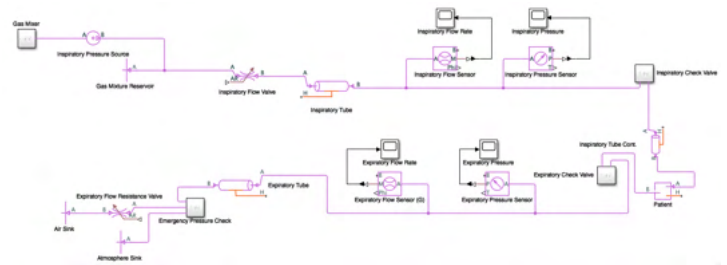 Gas Mixer
Inspiratory Pressure Source
Gas Mixture Reservoir
Inspiratory Flow Valve
Inspiratory Tube
Inspiratory Flow Rate
Inspiratory Flow Sensor
Inspiratory Pressure
Inspiratory Pressure Sensor
Inspiratory Check Valve
Inspiratory Tube Cont.
Expiratory Check Valve
Patient
Expiratory Flow Rate
Expiratory Flow Sensor (G)
Expiratory Pressure
Expiratory Pressure Sensor
Expiratory Tube
Expiratory Flow Resistance Valve
Emergency Pressure Check
Air Sink
Atmosphere Sink